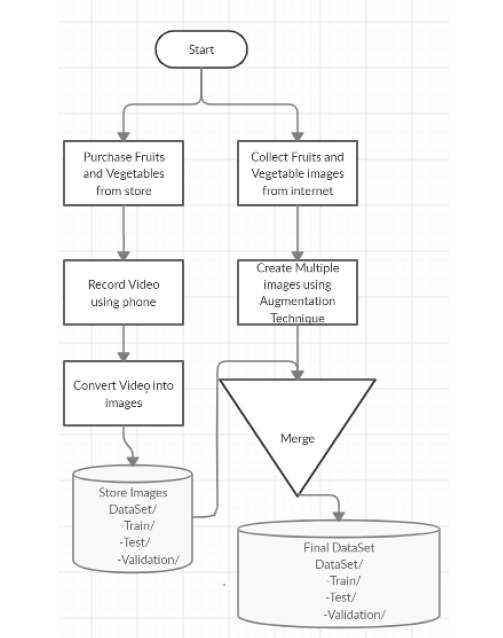 Start
Purchase Fruits
and Vegetables
from store
Collect Fruits and
Vegetable images
from internet
Record Video
using phone
Create Multiple
images using
Augmentation
Technique
Convert Video into
images
Merge
Store Images
DataSet/
-Train/
-Test/
-Validation/
Final DataSet
DataSet/
-Train/
-Test/
-Validation/